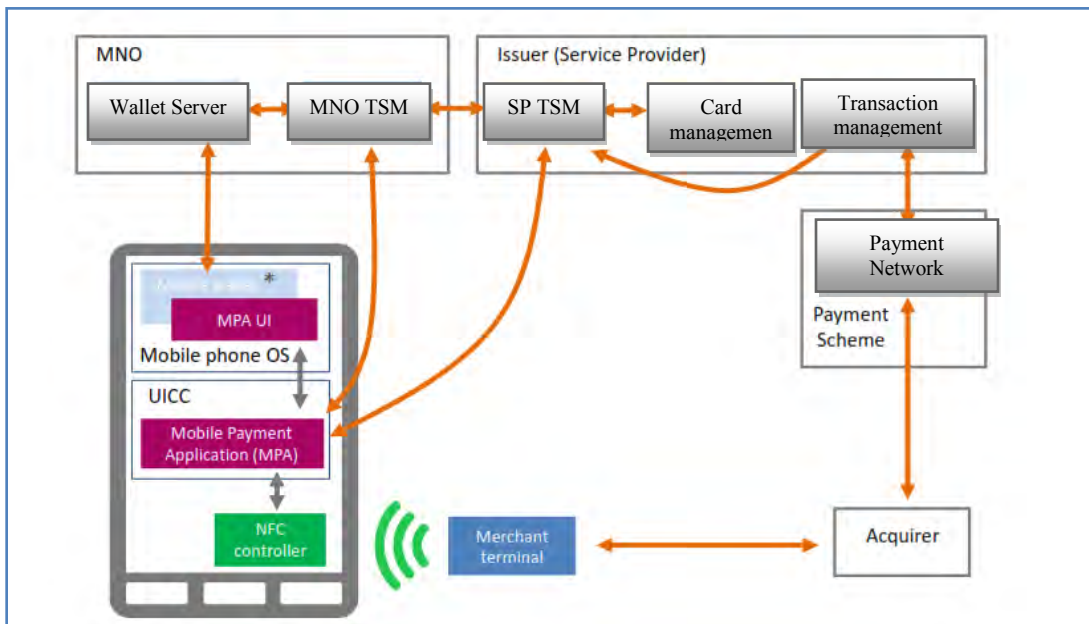 MNO
Issuer (Service Provider)
Wallet Server
MNO TSM
SP TSM
Card
managemen
Transaction
management
Payment
Network
Payment
Scheme
*
MPA UI
Mobile phone OS
UICC
Mobile Payment
Application (MPA)
NFC
controller
Merchant
terminal
Acquirer